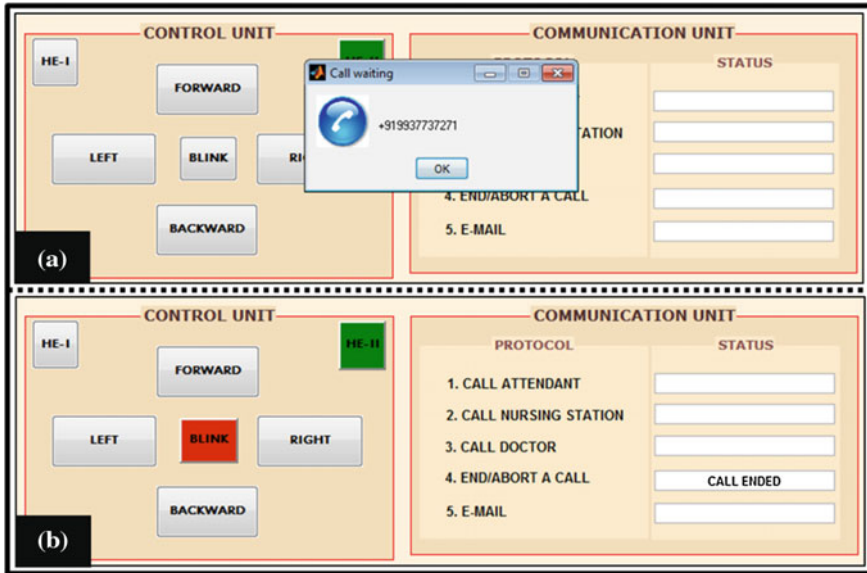 CONTROL UNIT
HE-I
FORWARD
LEFT
BLINK
BACKWARD
(a)
Call waiting
+919937737271
OK
COMMUNICATION UNIT
STATUS
4. END/ABORT A CALL
5. E-MAIL
CONTROL UNIT
HE-I
HE-II
FORWARD
LEFT
BLINK
RIGHT
BACKWARD
(b)
COMMUNICATION UNIT
PROTOCOL STATUS
1. CALL ATTENDANT
2. CALL NURSING STATION
3. CALL DOCTOR
4. END/ABORT A CALL CALL ENDED
5. E-MAIL